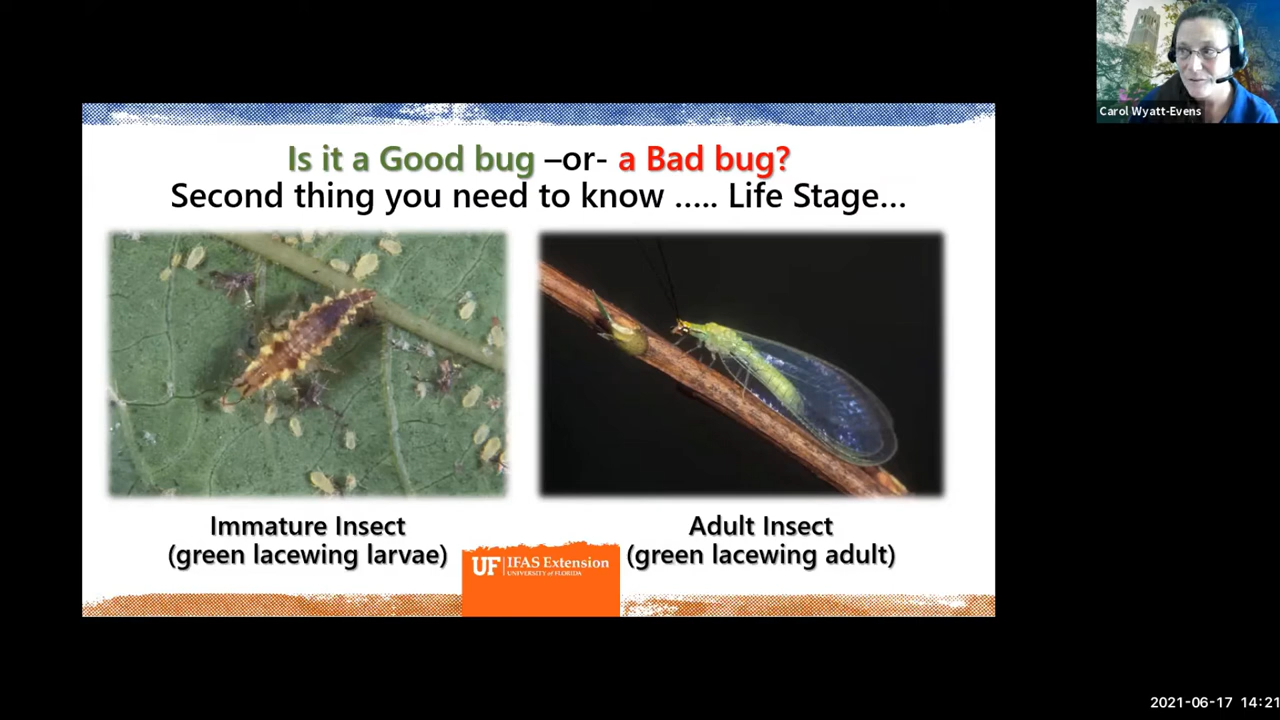 Carol Wyatt-Evens
Is it a Good bug –or- a Bad bug?
Second thing you need to know ..... Life Stage...
Immature Insect
(green lacewing larvae)
Adult Insect
(green lacewing adult)
UF IFAS Extension
UNIVERSITY of FLORIDA
2021-06-17 14:21